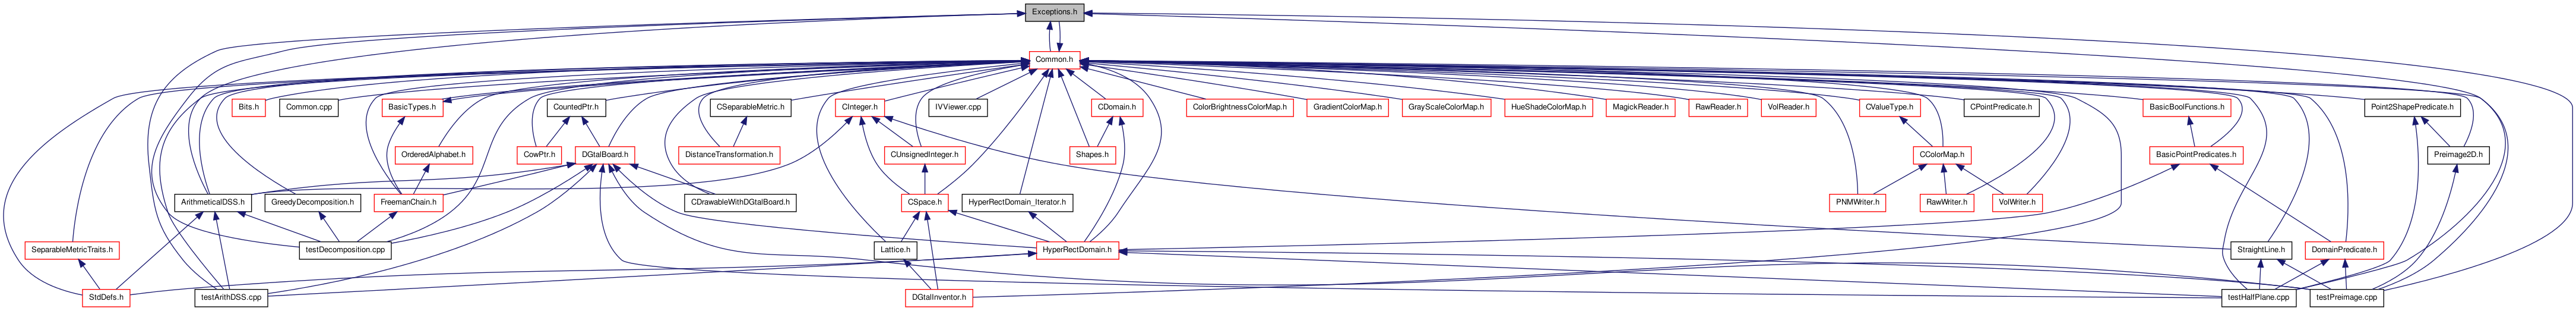 Exceptions.h
Common.h
Bits.h
Common.cpp
BasicTypes.h
CountedPtr.h
CSeparableMetric.h
CInteger.h
IVViewer.cpp
CDomain.h
ColorBrightnessColorMap.h
GradientColorMap.h
GrayScaleColorMap.h
HueShadeColorMap.h
MagickReader.h
RawReader.h
VolReader.h
CValueType.h
CPointPredicate.h
BasicBoolFunctions.h
Point2ShapePredicate.h
OrderedAlphabet.h
CowPtr.h
DGtalBoard.h
DistanceTransformation.h
CUnsignedInteger.h
Shapes.h
CColorMap.h
BasicPointPredicates.h
Preimage2D.h
ArithmeticalDSS.h
GreedyDecomposition.h
FreemanChain.h
CDrawableWithDGtalBoard.h
CSpace.h
HyperRectDomain_Iterator.h
PNMWriter.h
RawWriter.h
VolWriter.h
SeparableMetricTraits.h
testDecomposition.cpp
Lattice.h
HyperRectDomain.h
StraightLine.h
DomainPredicate.h
StdDefs.h
testArithDSS.cpp
DGtalInventor.h
testHalfPlane.cpp
testPreimage.cpp